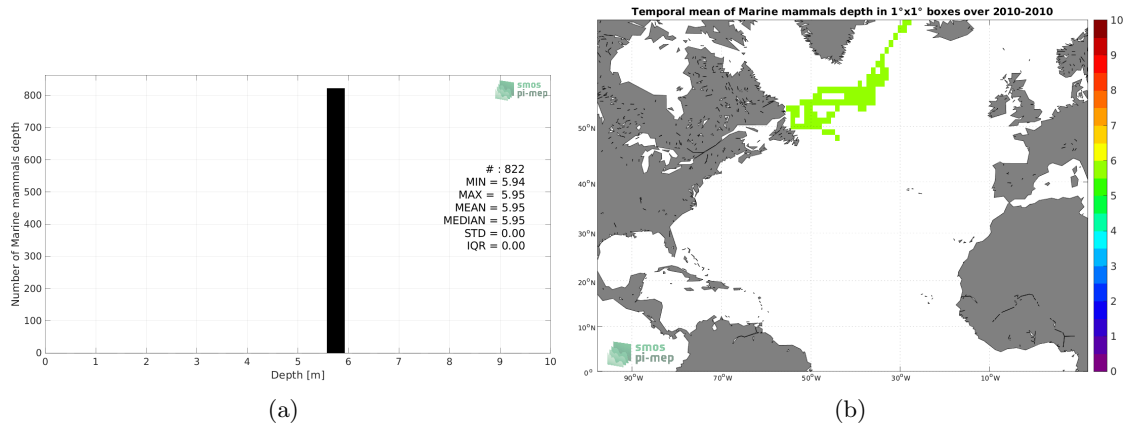 smos
pi-mep
Number of Marine mammals depth
800
700
600
500
400
300
200
100
0
# : 822
MIN = 5.94
MAX = 5.95
MEAN = 5.95
MEDIAN = 5.95
STD = 0.00
IQR = 0.00
0 1 2 3 4 5 6 7 8 9 10
Depth [m]
(a)
Temporal mean of Marine mammals depth in 1°x1° boxes over 2010-2010
50°N
40°N
30°N
20°N
10°N
0°
90°W 70°W 50°W 30°W 10°W
smos
pi-mep
10
9
8
7
6
5
4
3
2
1
0
(b)